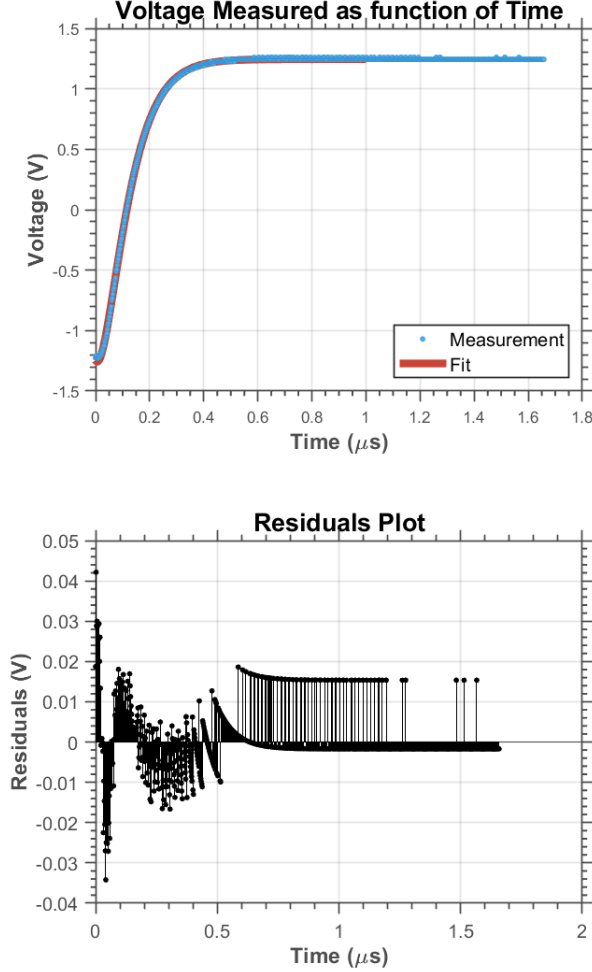 Voltage Measured as function of Time
1.5
1
0.5
0
-0.5
-1
-1.5
Voltage (V)
Measurement
Fit
0 0.2 0.4 0.6 0.8 1 1.2 1.4 1.6 1.8
Time (μs)
Residuals Plot
0.05
0.04
0.03
0.02
0.01
0
-0.01
-0.02
-0.03
-0.04
Residuals (V)
0 0.5 1 1.5 2
Time (μs)